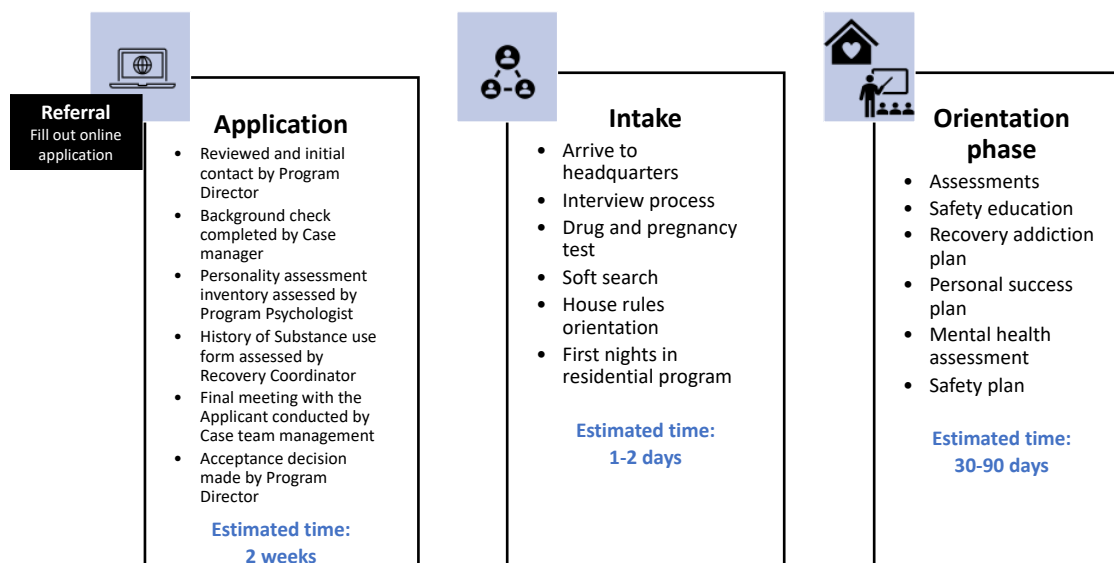 Referral
Fill out online
application
Application
• Reviewed and initial
contact by Program
Director
• Background check
completed by Case
manager
• Personality assessment
inventory assessed by
Program Psychologist
• History of Substance use
form assessed by
Recovery Coordinator
• Final meeting with the
Applicant conducted by
Case team management
• Acceptance decision
made by Program
Director
Estimated time:
2 weeks
Intake
• Arrive to
headquarters
• Interview process
• Drug and pregnancy
test
• Soft search
• House rules
orientation
• First nights in
residential program
Estimated time:
1-2 days
Orientation
phase
• Assessments
• Safety education
• Recovery addiction
plan
• Personal success
plan
• Mental health
assessment
• Safety plan
Estimated time:
30-90 days